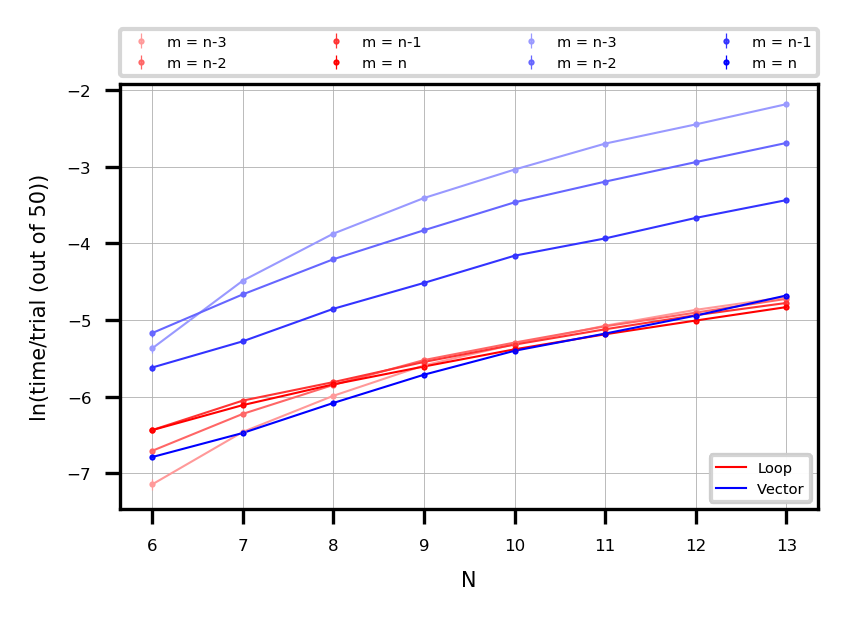 m = n-3 m = n-1 m = n-3 m = n-1
m = n-2 m = n m = n-2 m = n
ln(time/trial (out of 50))
−2
−3
−4
−5
−6
−7
Loop
Vector
6 7 8 9 10 11 12 13
N